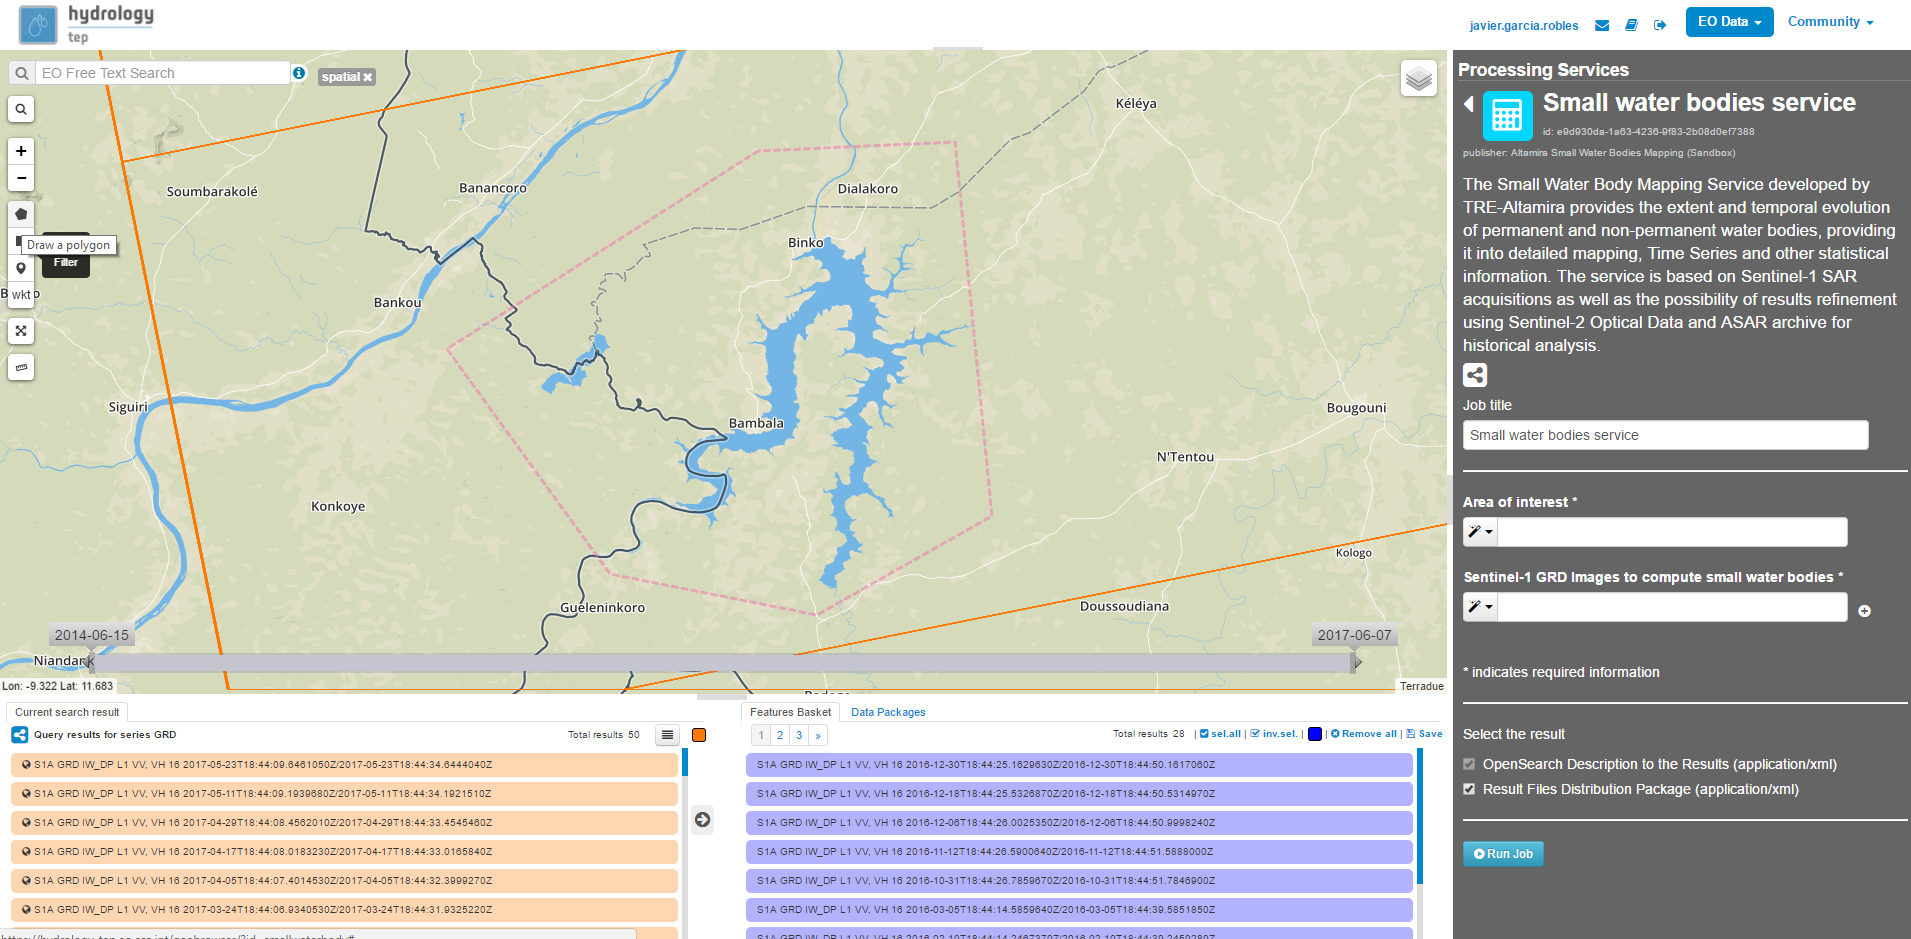 hydrology
tep
javier.garcia.robles
EO Data
Community
EO Free Text Search
spatial
Processing Services
Small water bodies service
id: e9d930da-1a63-4236-9f83-2b08d0ef7388
publisher: Altamira Small Water Bodies Mapping (Sandbox)
The Small Water Body Mapping Service developed by
TRE-Altamira provides the extent and temporal evolution
of permanent and non-permanent water bodies, providing
it into detailed mapping, Time Series and other statistical
information. The service is based on Sentinel-1 SAR
acquisitions as well as the possibility of results refinement
using Sentinel-2 Optical Data and ASAR archive for
historical analysis.
Job title
Small water bodies service
Area of interest *
Sentinel-1 GRD Images to compute small water bodies *
* indicates required information
Select the result
OpenSearch Description to the Results (application/xml)
Result Files Distribution Package (application/xml)
Run Job
+
−
Draw a polygon
Filter
wkt
Kéléya
Soumbarakolé
Banancoro
Dialakoro
Binko
Bankou
Siguiri
Bambala
Bougouni
N'Tentou
Konkoye
Kologo
Gueleninkoro
Doussoudiana
2014-06-15
2017-06-07
Lon: -9.322 Lat: 11.683
Terradue
Current search result
Query results for series GRD
Total results 50
S1A GRD IW_DP L1 VV, VH 16 2017-05-23T18:44:09.6461050Z/2017-05-23T18:44:34.6444040Z
S1A GRD IW_DP L1 VV, VH 16 2017-05-11T18:44:09.1939680Z/2017-05-11T18:44:34.1921510Z
S1A GRD IW_DP L1 VV, VH 16 2017-04-29T18:44:08.4562010Z/2017-04-29T18:44:33.4545460Z
S1A GRD IW_DP L1 VV, VH 16 2017-04-17T18:44:08.0183230Z/2017-04-17T18:44:33.0165840Z
S1A GRD IW_DP L1 VV, VH 16 2017-04-05T18:44:07.4014530Z/2017-04-05T18:44:32.3999270Z
S1A GRD IW_DP L1 VV, VH 16 2017-03-24T18:44:06.9340530Z/2017-03-24T18:44:31.9325220Z
Features Basket
Data Packages
1 2 3 »
Total results 28 | sel.all | inv.sel. | | Remove all | Save
S1A GRD IW_DP L1 VV, VH 16 2016-12-30T18:44:25.1629630Z/2016-12-30T18:44:50.1617060Z
S1A GRD IW_DP L1 VV, VH 16 2016-12-18T18:44:25.5326870Z/2016-12-18T18:44:50.5314970Z
S1A GRD IW_DP L1 VV, VH 16 2016-12-06T18:44:26.0025350Z/2016-12-06T18:44:50.9998240Z
S1A GRD IW_DP L1 VV, VH 16 2016-11-12T18:44:26.5900640Z/2016-11-12T18:44:51.5888000Z
S1A GRD IW_DP L1 VV, VH 16 2016-10-31T18:44:26.7859670Z/2016-10-31T18:44:51.7846900Z
S1A GRD IW_DP L1 VV, VH 16 2016-03-05T18:44:14.5859640Z/2016-03-05T18:44:39.5851850Z